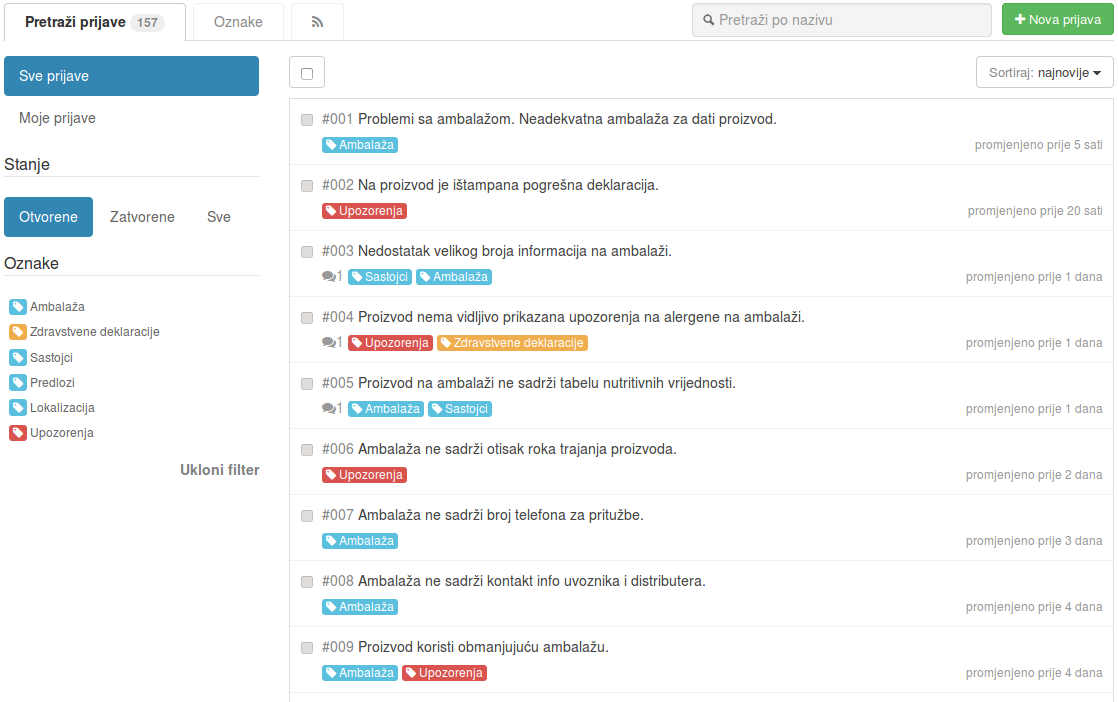 Pretraži prijave 157
Oznake
Pretraži po nazivu
Nova prijava
Sve prijave
Moje prijave
Stanje
Otvorene Zatvorene Sve
Oznake
Ambalaža
Zdravstvene deklaracije
Sastojci
Predlozi
Lokalizacija
Upozorenja
Ukloni filter
Sortiraj: najnovije
#001 Problemi sa ambalažom. Neadekvatna ambalaža za dati proizvod.
Ambalaža promjenjeno prije 5 sati
#002 Na proizvod je ištampana pogrešna deklaracija.
Upozorenja promjenjeno prije 20 sati
#003 Nedostatak velikog broja informacija na ambalaži.
1 Sastojci Ambalaža promjenjeno prije 1 dana
#004 Proizvod nema vidljivo prikazana upozorenja na alergene na ambalaži.
1 Upozorenja Zdravstvene deklaracije promjenjeno prije 1 dana
#005 Proizvod na ambalaži ne sadrži tabelu nutritivnih vrijednosti.
1 Ambalaža Sastojci promjenjeno prije 1 dana
#006 Ambalaža ne sadrži otisak roka trajanja proizvoda.
Upozorenja promjenjeno prije 2 dana
#007 Ambalaža ne sadrži broj telefona za pritužbe.
Ambalaža promjenjeno prije 3 dana
#008 Ambalaža ne sadrži kontakt info uvoznika i distributera.
Ambalaža promjenjeno prije 4 dana
#009 Proizvod koristi obmanjujuću ambalažu.
Ambalaža Upozorenja promjenjeno prije 4 dana